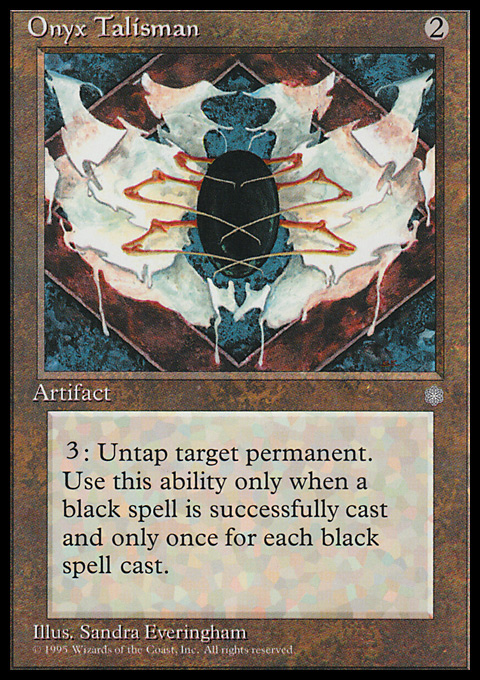 Onyx Talisman 2
Artifact
3: Untap target permanent.
Use this ability only when a
black spell is successfully cast
and only once for each black
spell cast.
Illus. Sandra Everingham
© 1995 Wizards of the Coast, Inc. All rights reserved